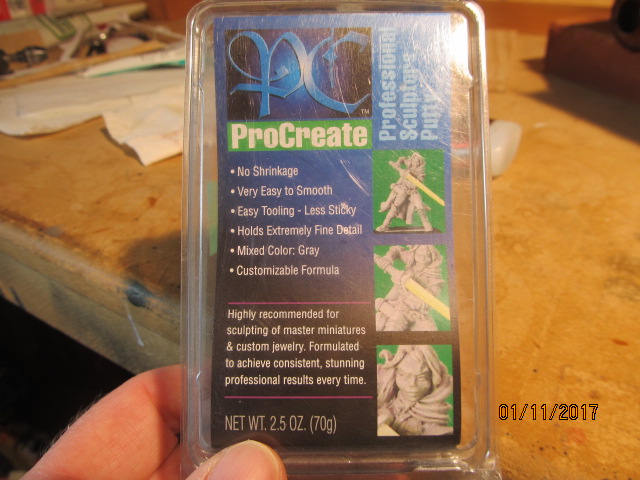 PC
TM
ProCreate
Professional
Sculptors
Putty
• No Shrinkage
• Very Easy to Smooth
• Easy Tooling - Less Sticky
• Holds Extremely Fine Detail
• Mixed Color: Gray
• Customizable Formula
Highly recommended for
sculpting of master miniatures
& custom jewelry. Formulated
to achieve consistent, stunning
professional results every time.
NET WT. 2.5 OZ. (70g)
01/11/2017